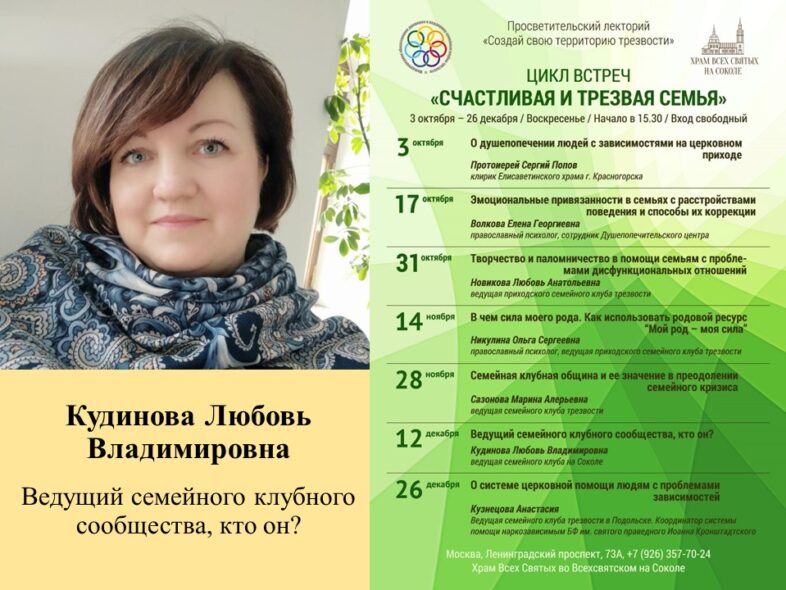 Кудинова Любовь
Владимировна
Ведущий семейного клубного
сообщества, кто он?
Просветительский лекторий
«Создай свою территорию трезвости»
ХРАМ ВСЕХ СВЯТЫХ
НА СОКОЛЕ
ЦИКЛ ВСТРЕЧ
«СЧАСТЛИВАЯ И ТРЕЗВАЯ СЕМЬЯ»
3 октября – 26 декабря / Воскресенье / Начало в 15.30 / Вход свободный
3 октября
О душепопечении людей с зависимостями на церковном
приходе
Протоиерей Сергий Попов
клирик Елисаветинского храма г. Красногорска
17 октября
Эмоциональные привязанности в семьях с расстройствами
поведения и способы их коррекции
Волкова Елена Георгиевна
православный психолог, сотрудник Душепопечительского центра
31 октября
Творчество и паломничество в помощи семьям с пробле-
мами дисфункциональных отношений
Новикова Любовь Анатольевна
ведущая приходского семейного клуба трезвости
14 ноября
В чем сила моего рода. Как использовать родовой ресурс
"Мой род – моя сила"
Никулина Ольга Сергеевна
православный психолог, ведущая приходского семейного клуба трезвости
28 ноября
Семейная клубная община и ее значение в преодолении
семейного кризиса
Сазонова Марина Алерьевна
ведущая семейного клуба трезвости
12 декабря
Ведущий семейного клубного сообщества, кто он?
Кудинова Любовь Владимировна
ведущая семейного клуба на Соколе
26 декабря
О системе церковной помощи людям с проблемами
зависимостей
Кузнецова Анастасия
Ведущая семейного клуба трезвости в Подольске. Координатор системы
помощи наркозависимым БФ им. святого праведного Иоанна Кронштадтского
Москва, Ленинградский проспект, 73А, +7 (926) 357-70-24
Храм Всех Святых во Всехсвятском на Соколе